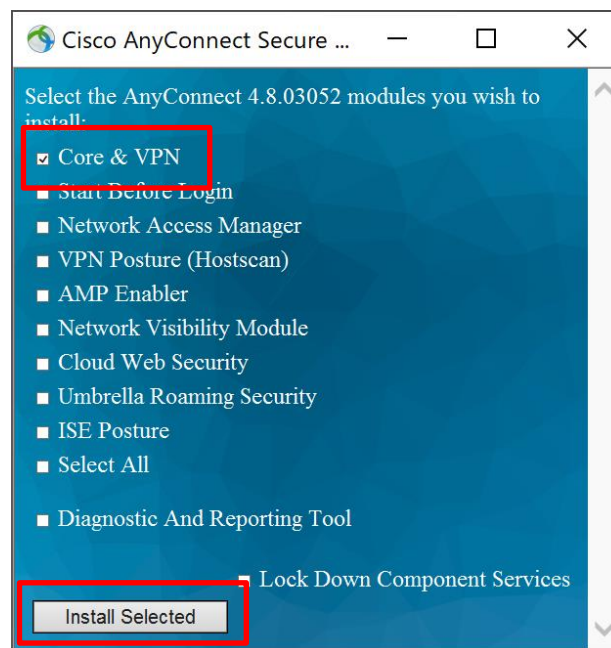 Cisco AnyConnect Secure ...
Select the AnyConnect 4.8.03052 modules you wish to
install:
Core & VPN
Start Before Login
Network Access Manager
VPN Posture (Hostscan)
AMP Enabler
Network Visibility Module
Cloud Web Security
Umbrella Roaming Security
ISE Posture
Select All
Diagnostic And Reporting Tool
Lock Down Component Services
Install Selected